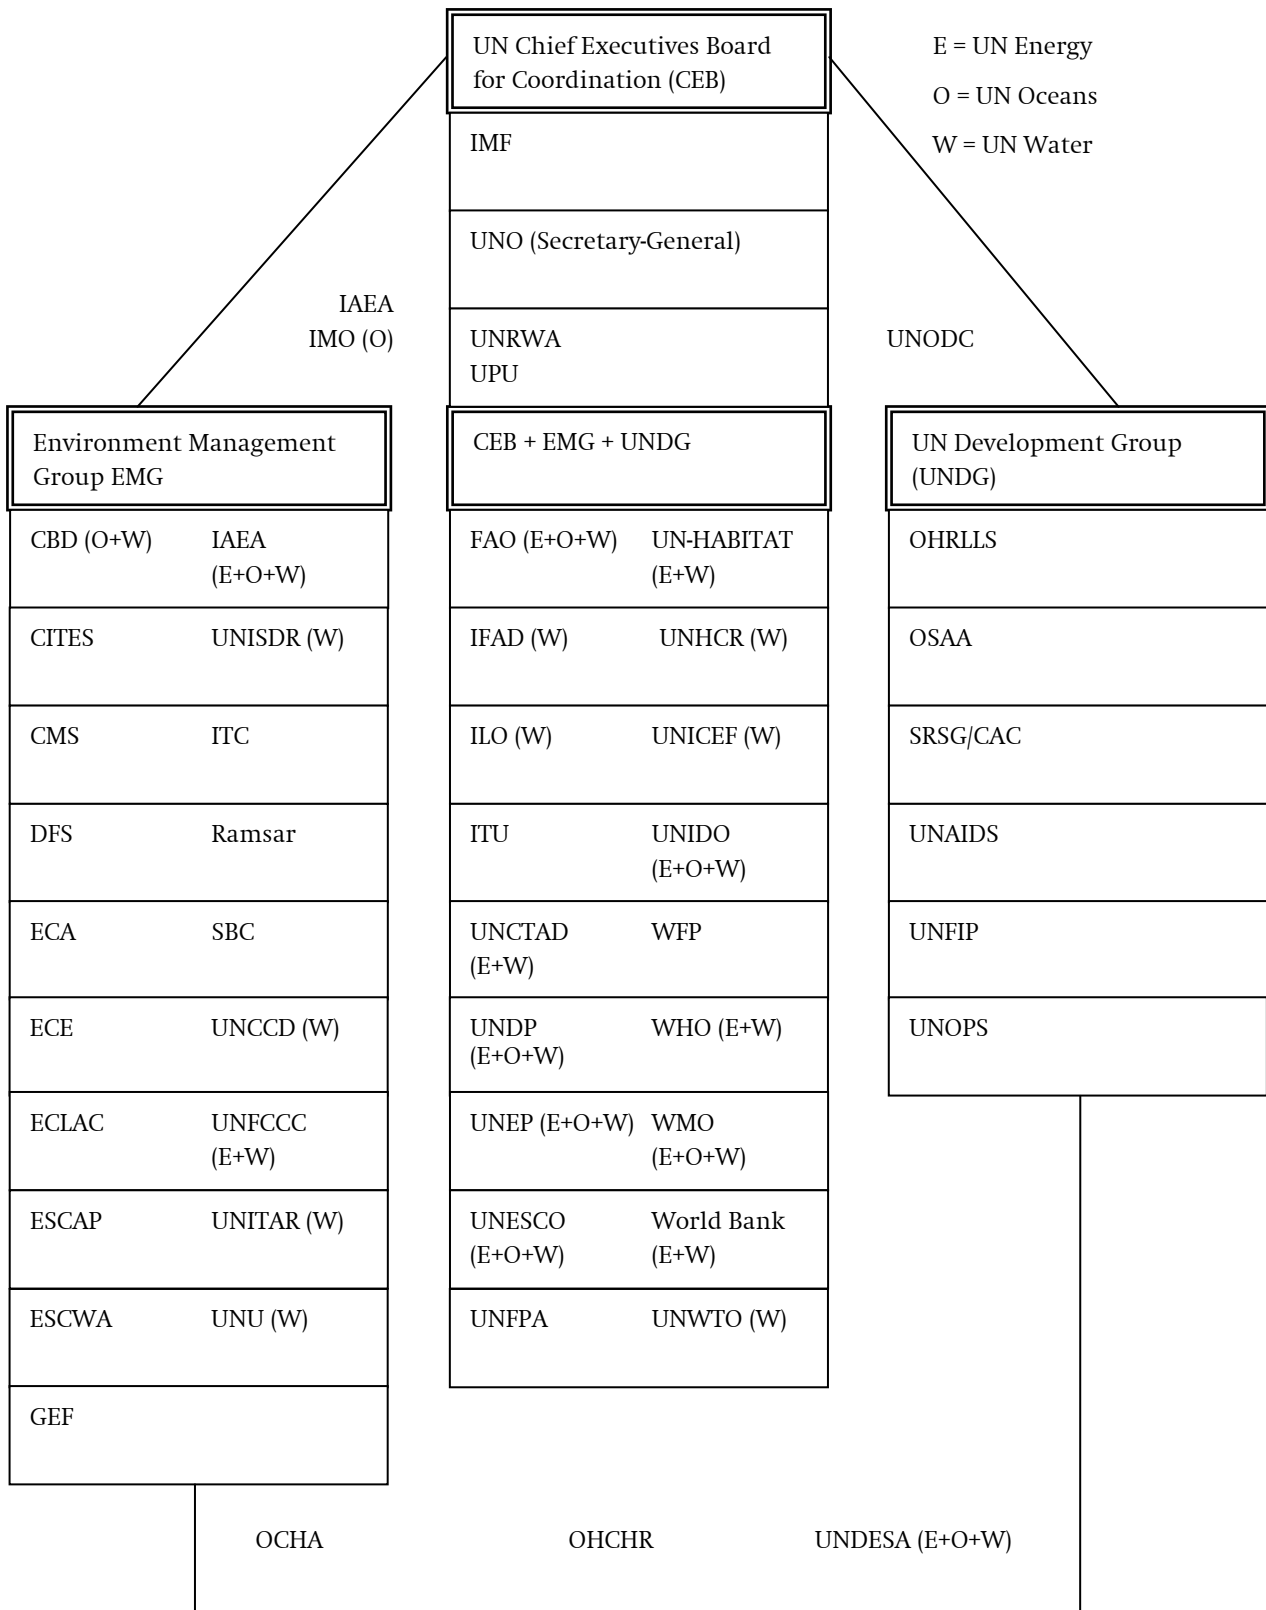 UN Chief Executives Board
for Coordination (CEB)
E = UN Energy
O = UN Oceans
W = UN Water
IMF
UNO (Secretary-General)
IAEA
IMO (O)
UNRWA
UPU
UNODC
Environment Management
Group EMG
CEB + EMG + UNDG
UN Development Group
(UNDG)
CBD (O+W)
IAEA
(E+O+W)
CITES
UNISDR (W)
CMS
ITC
DFS
Ramsar
ECA
SBC
ECE
UNCCD (W)
ECLAC
UNFCCC
(E+W)
ESCAP
UNITAR (W)
ESCWA
UNU (W)
GEF
FAO (E+O+W)
UN-HABITAT
(E+W)
IFAD (W)
UNHCR (W)
ILO (W)
UNICEF (W)
ITU
UNIDO
(E+O+W)
UNCTAD
(E+W)
WFP
UNDP
(E+O+W)
WHO (E+W)
UNEP (E+O+W)
WMO
(E+O+W)
UNESCO
(E+O+W)
World Bank
(E+W)
UNFPA
UNWTO (W)
OHRLLS
OSAA
SRSG/CAC
UNAIDS
UNFIP
UNOPS
OCHA
OHCHR
UNDESA (E+O+W)